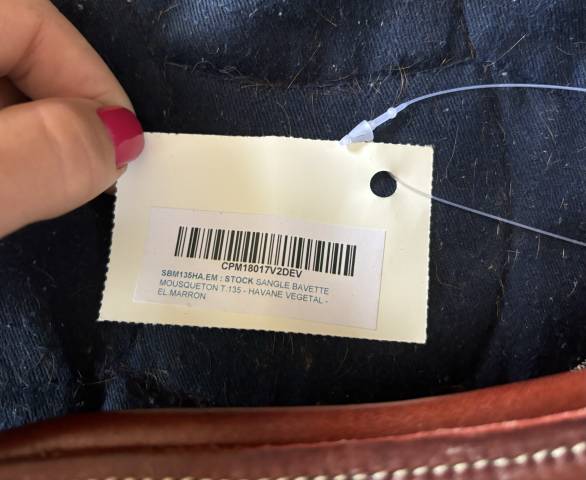 CPM18017V2DEV
SBM135HA.EM : STOCK SANGLE BAVETTE
MOUSQUETON T.135 - HAVANE VEGETAL -
EL.MARRON